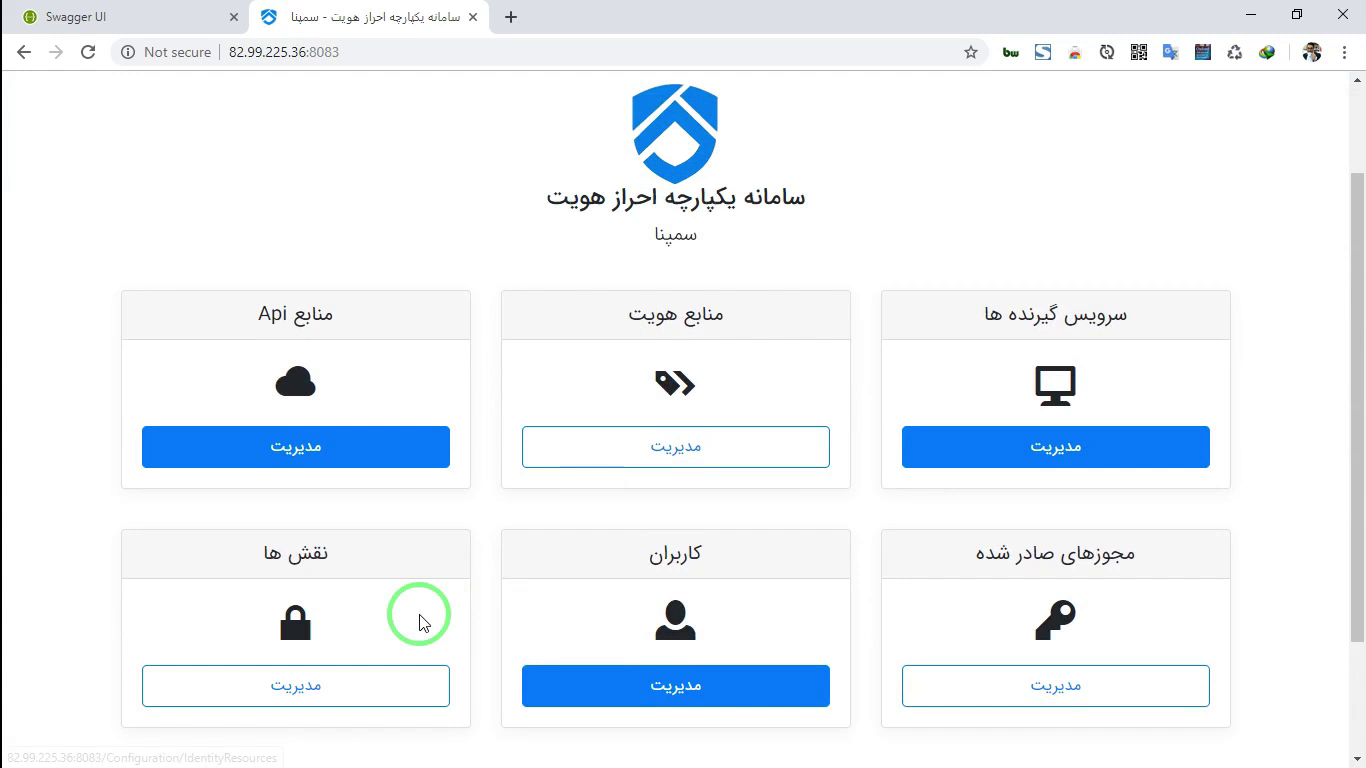 Swagger UI
سامانه یکپارچه احراز هویت - سمپنا
Not secure
82.99.225.36:8083
bw
سامانه یکپارچه احراز هویت
سمپنا
سرویس گیرنده ها
منابع هویت
منابع Api
مدیریت
مدیریت
مدیریت
مجوزهای صادر شده
کاربران
نقش ها
مدیریت
مدیریت
مدیریت
82.99.225.36:8083/Configuration/IdentityResources